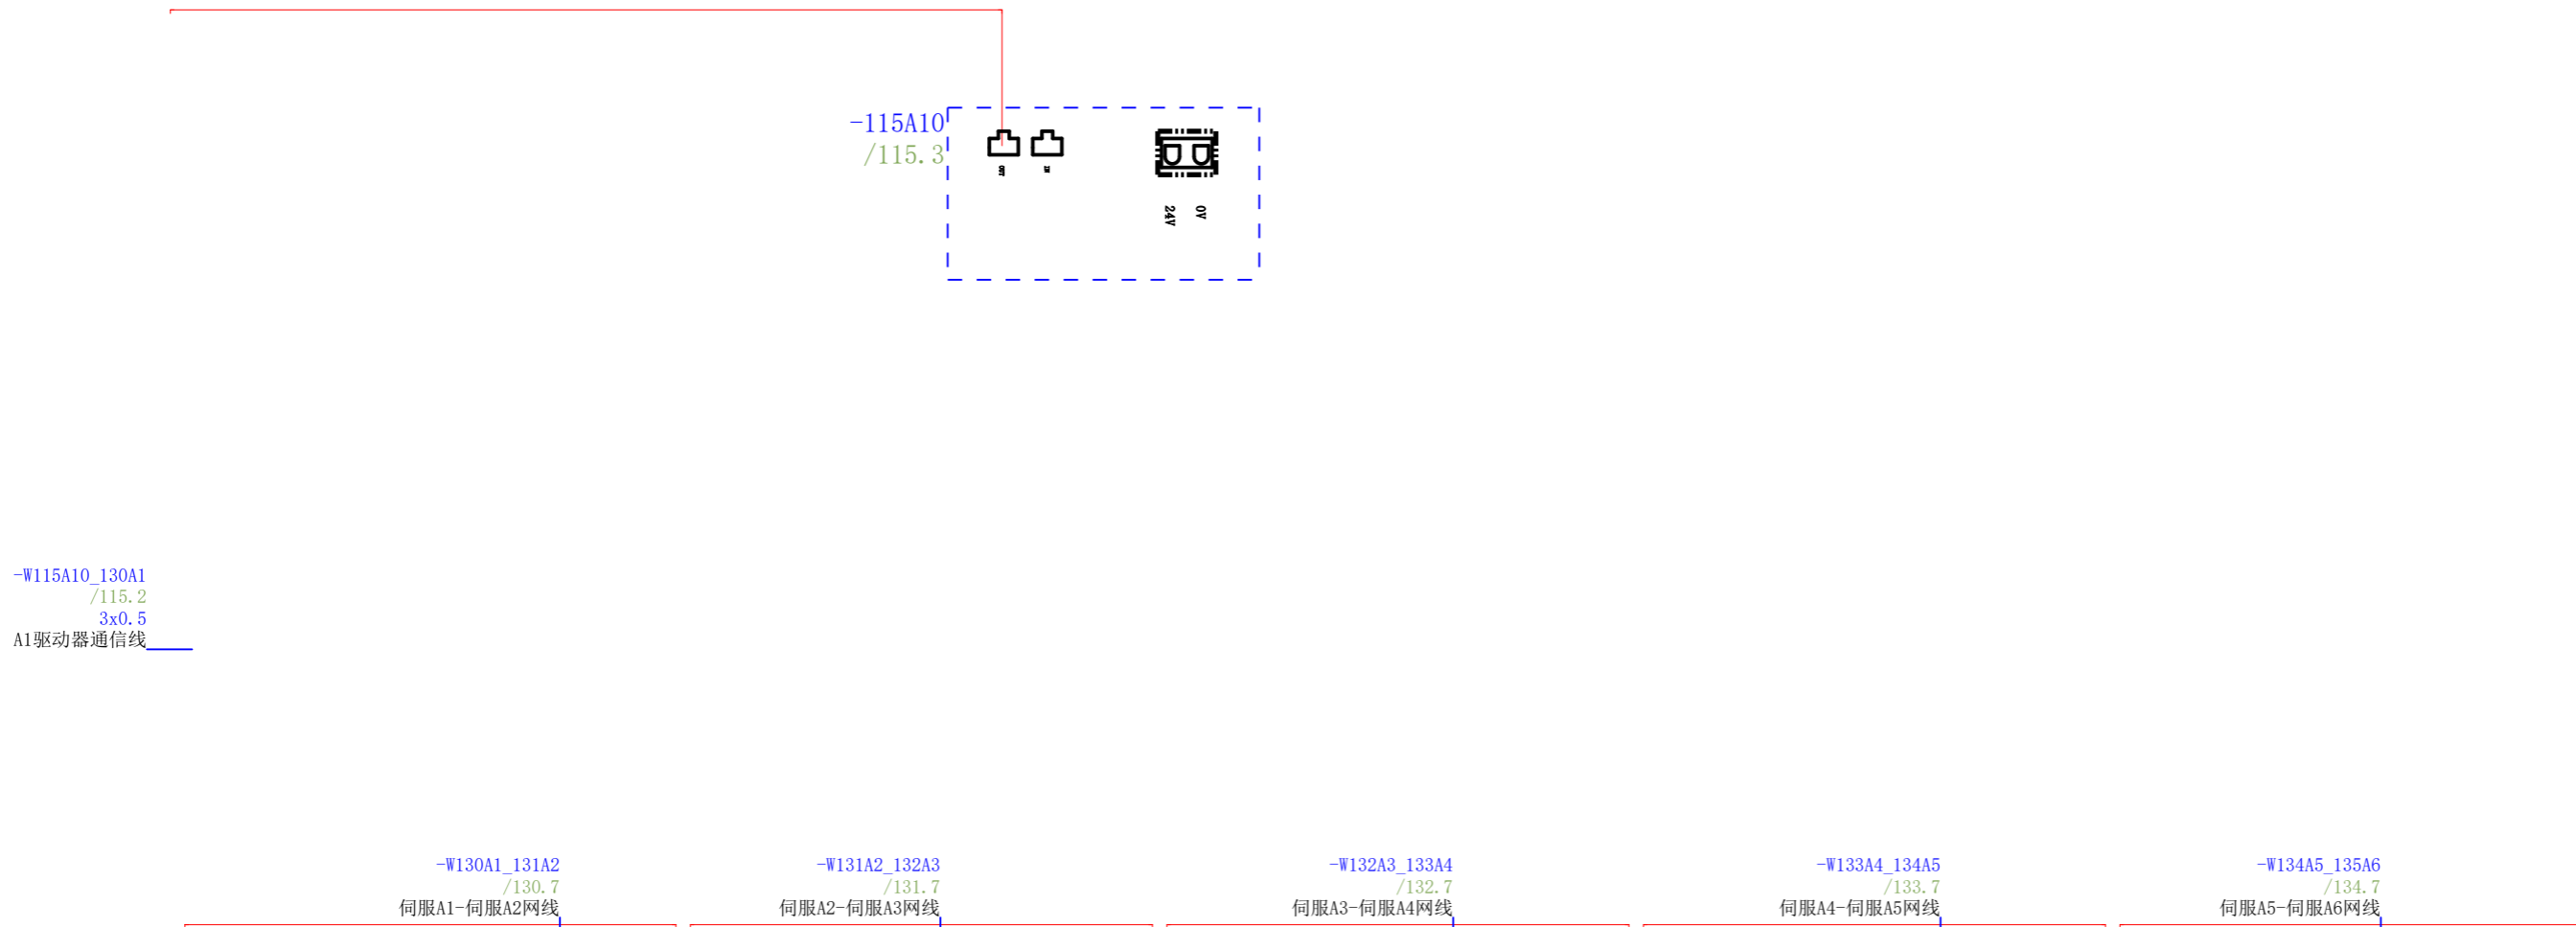 -115A10
/115.3
OUT
IN
24V
0V
-W115A10_130A1
/115.2
3x0.5
A1驱动器通信线
-W130A1_131A2
/130.7
伺服A1-伺服A2网线
-W131A2_132A3
/131.7
伺服A2-伺服A3网线
-W132A3_133A4
/132.7
伺服A3-伺服A4网线
-W133A4_134A5
/133.7
伺服A4-伺服A5网线
-W134A5_135A6
/134.7
伺服A5-伺服A6网线